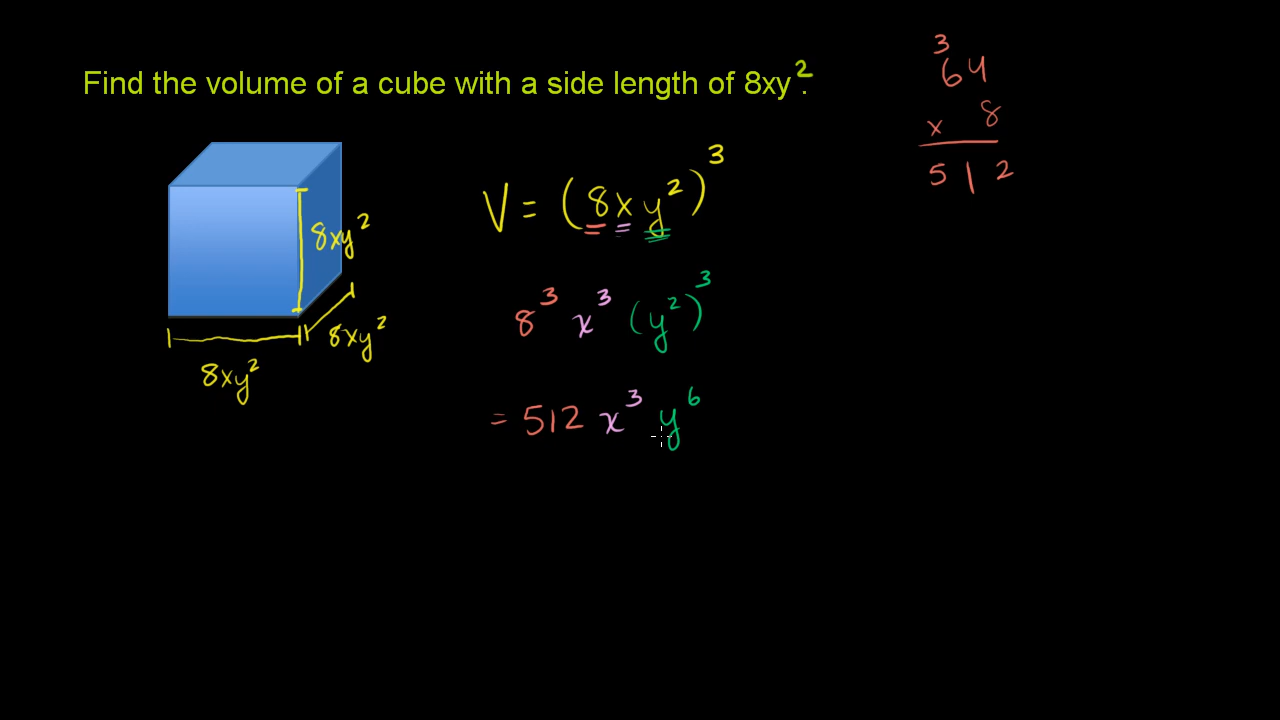 Find the volume of a cube with a side length of 8xy².
3
64
x 8
512
V = (8xy²)³
8xy²
8xy²
8xy²
8³ x³ (y²)³
= 512 x³ y⁶